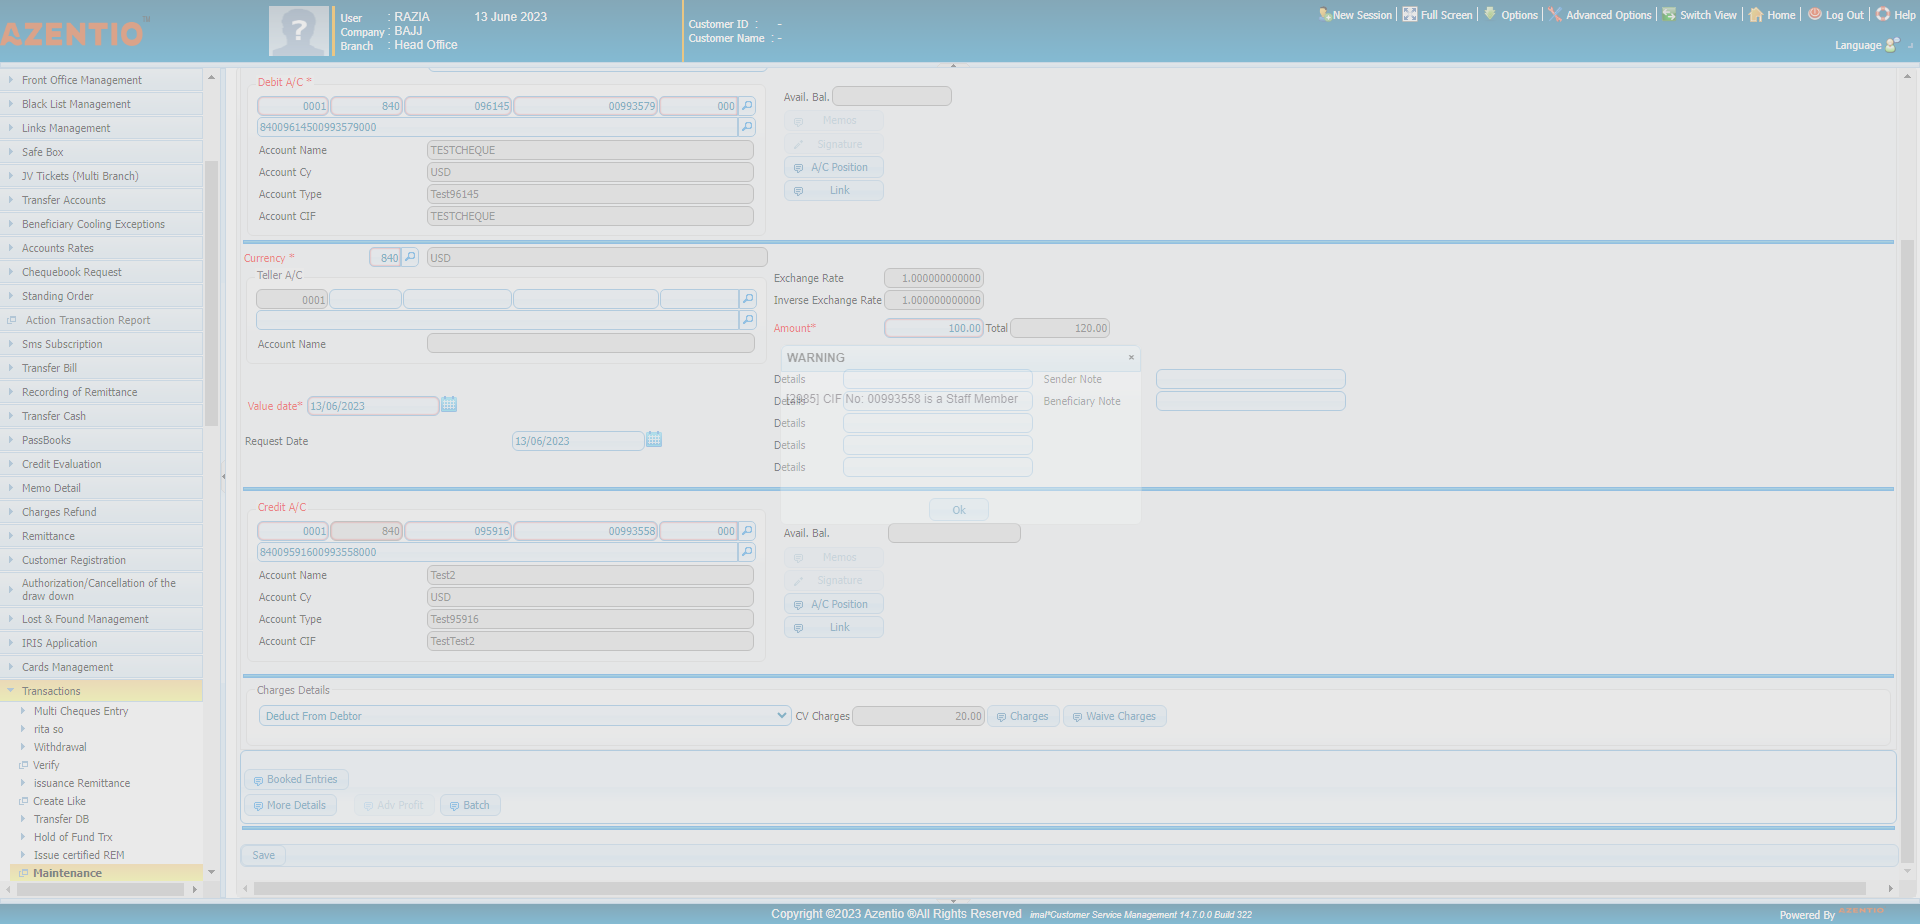 AZENTIO™
User : RAZIA 13 June 2023
Company : BAJJ
Branch : Head Office
Customer ID : -
Customer Name : -
New Session Full Screen Options Advanced Options Switch View Home Log Out Help
Language
Front Office Management
Black List Management
Links Management
Safe Box
JV Tickets (Multi Branch)
Transfer Accounts
Beneficiary Cooling Exceptions
Accounts Rates
Chequebook Request
Standing Order
Action Transaction Report
Sms Subscription
Transfer Bill
Recording of Remittance
Transfer Cash
PassBooks
Credit Evaluation
Memo Detail
Charges Refund
Remittance
Customer Registration
Authorization/Cancellation of the
draw down
Lost & Found Management
IRIS Application
Cards Management
Transactions
Multi Cheques Entry
rita so
Withdrawal
Verify
issuance Remittance
Create Like
Transfer DB
Hold of Fund Trx
Issue certified REM
Maintenance
Debit A/C *
0001 840 096145 00993579 000
84009614500993579000
Account Name TESTCHEQUE
Account Cy USD
Account Type Test96145
Account CIF TESTCHEQUE
Avail. Bal.
Memos
Signature
A/C Position
Link
Currency * 840 USD
Teller A/C
0001
Account Name
Exchange Rate 1.000000000000
Inverse Exchange Rate 1.000000000000
Amount* 100.00 Total 120.00
Value date* 13/06/2023
Request Date 13/06/2023
Details Sender Note
Details Beneficiary Note
Details
Details
Details
WARNING ×
[2985] CIF No: 00993558 is a Staff Member
Ok
Credit A/C
0001 840 095916 00993558 000
84009591600993558000
Account Name Test2
Account Cy USD
Account Type Test95916
Account CIF TestTest2
Avail. Bal.
Memos
Signature
A/C Position
Link
Charges Details
Deduct From Debtor CV Charges 20.00 Charges Waive Charges
Booked Entries
More Details Adv Profit Batch
Save
Copyright ©2023 Azentio ®All Rights Reserved imal*Customer Service Management 14.7.0.0 Build 322
Powered By AZENTIO